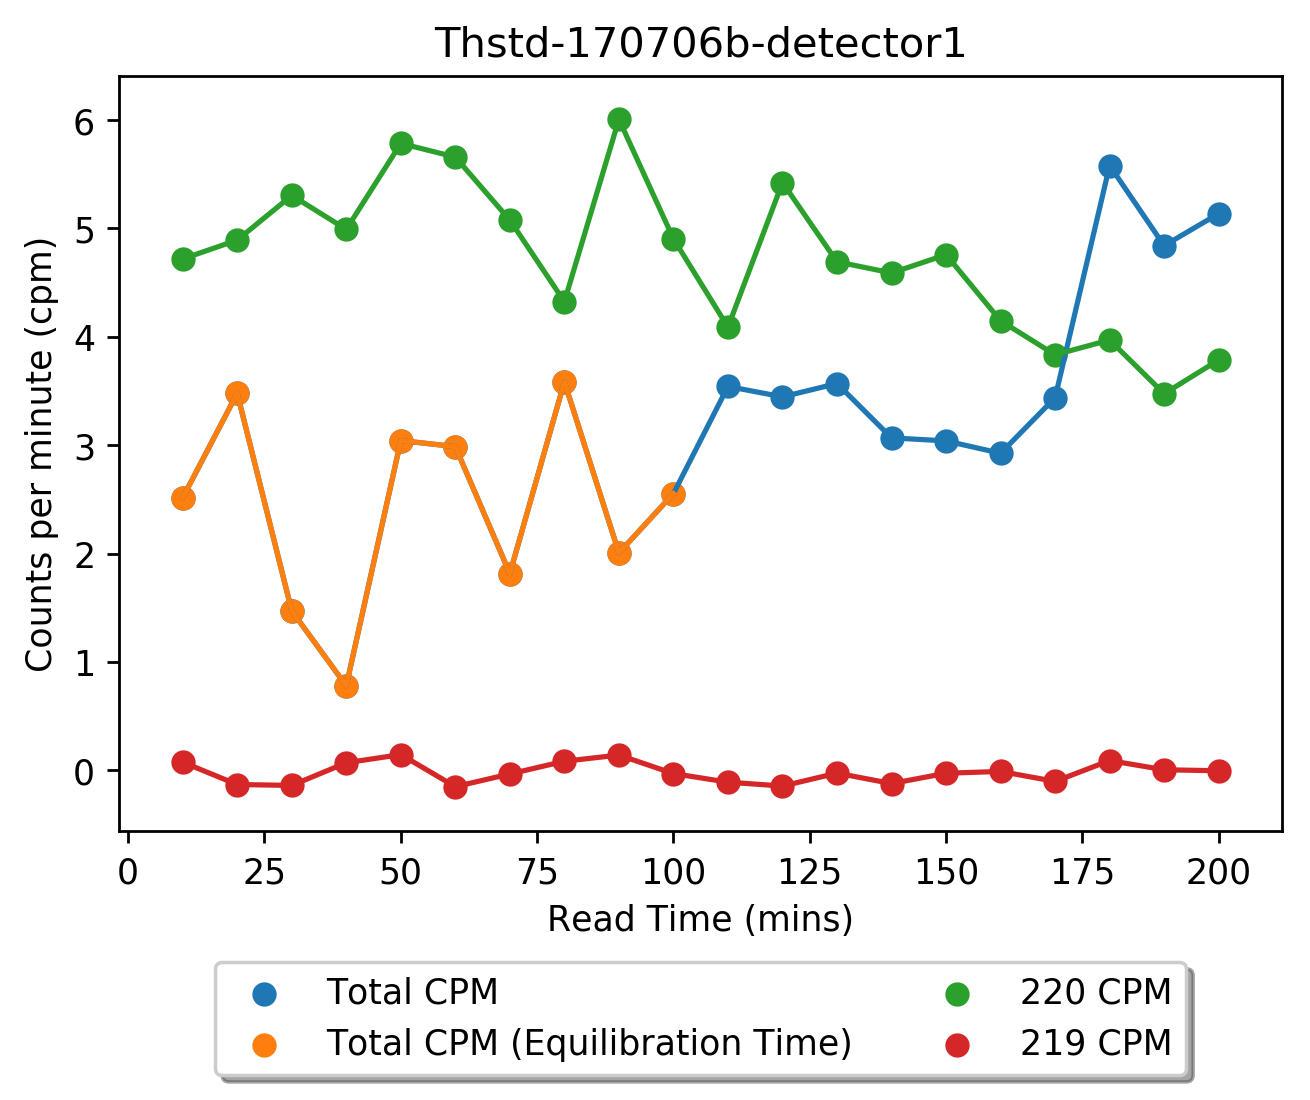 Thstd-170706b-detector1
Counts per minute (cpm)
6
5
4
3
2
1
0
0 25 50 75 100 125 150 175 200
Read Time (mins)
Total CPM
Total CPM (Equilibration Time)
220 CPM
219 CPM